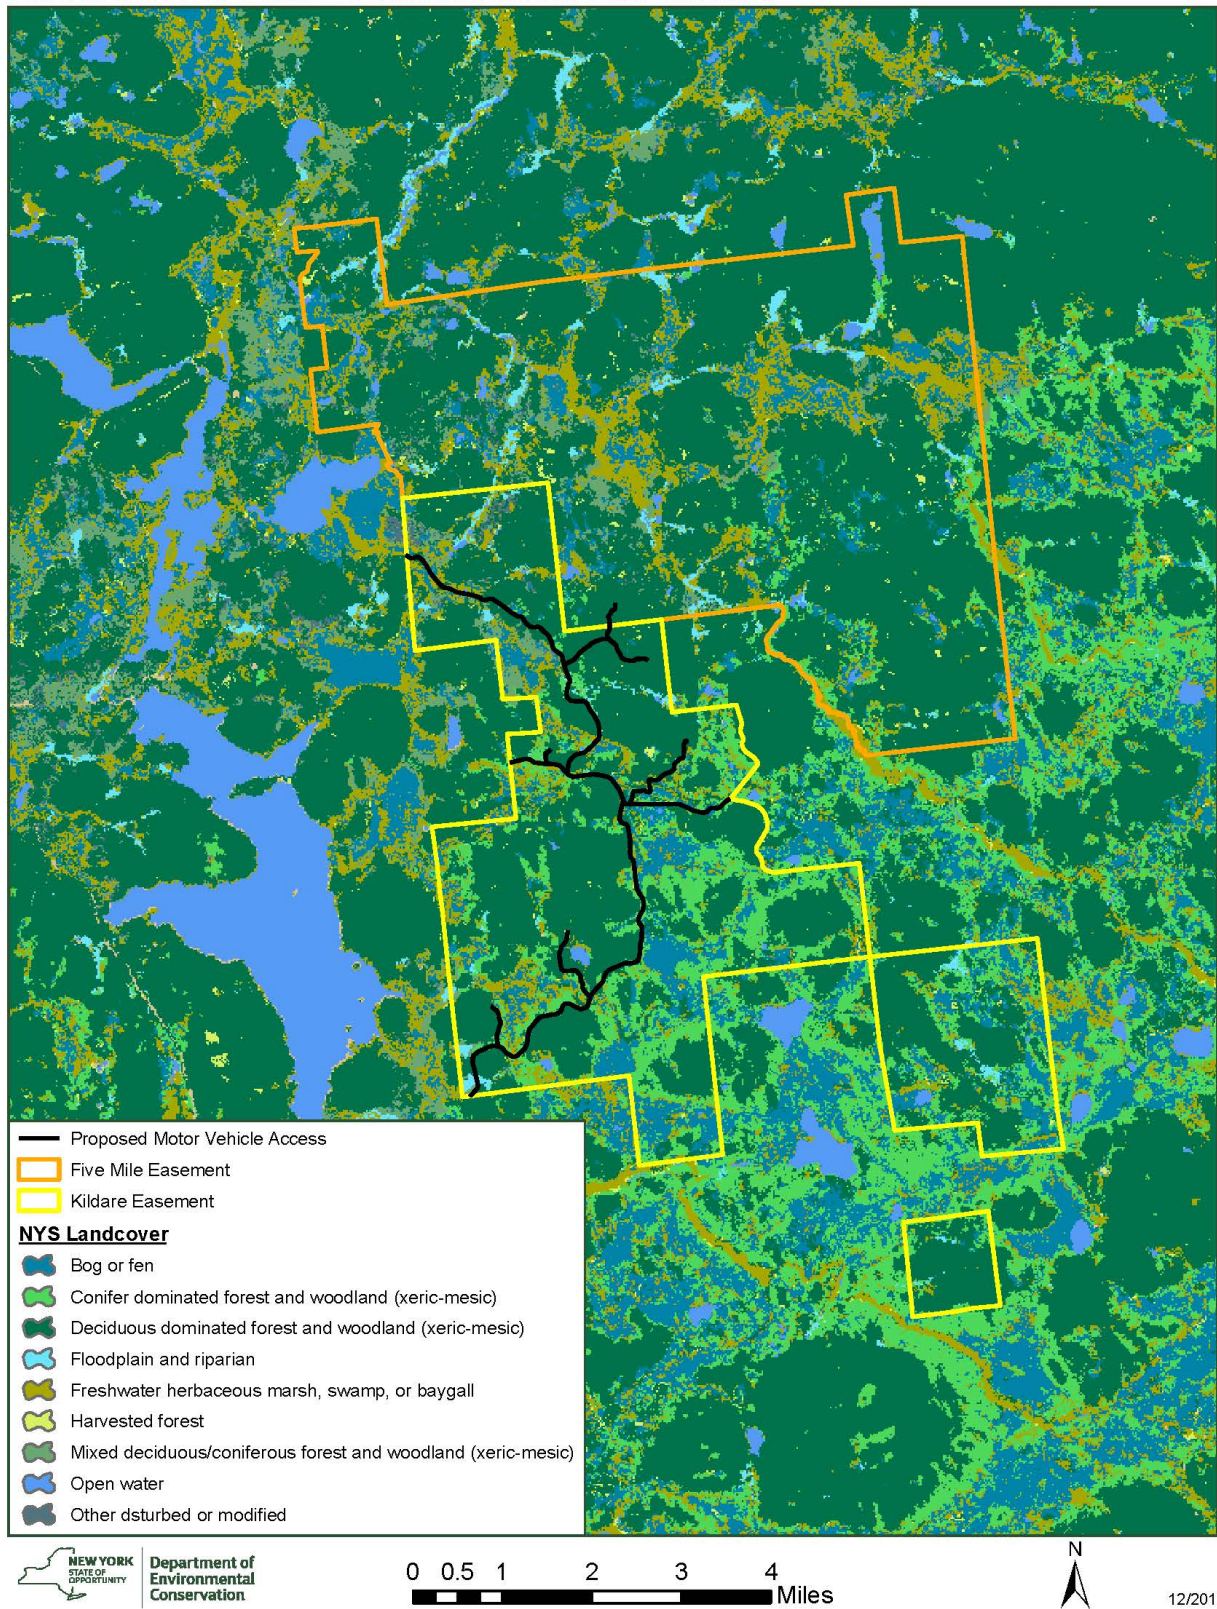 Proposed Motor Vehicle Access
Five Mile Easement
Kildare Easement
NYS Landcover
Bog or fen
Conifer dominated forest and woodland (xeric-mesic)
Deciduous dominated forest and woodland (xeric-mesic)
Floodplain and riparian
Freshwater herbaceous marsh, swamp, or baygall
Harvested forest
Mixed deciduous/coniferous forest and woodland (xeric-mesic)
Open water
Other dsturbed or modified
NEW YORK
STATE OF
OPPORTUNITY
Department of
Environmental
Conservation
0 0.5 1 2 3 4
Miles
N
12/201